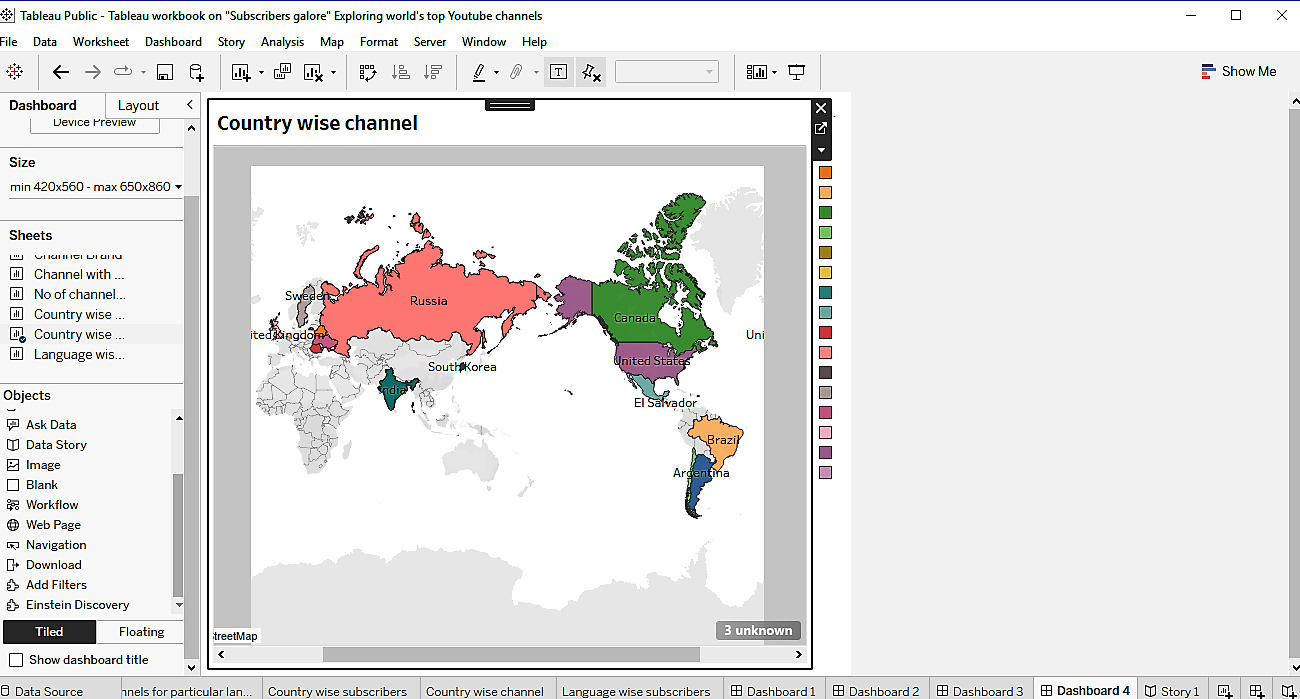 Tableau Public - Tableau workbook on "Subscribers galore" Exploring world's top Youtube channels
File Data Worksheet Dashboard Story Analysis Map Format Server Window Help
Show Me
Dashboard Layout
Device Preview
Size
min 420x560 - max 650x860
Sheets
Channel Brand
Channel with ...
No of channel...
Country wise ...
Country wise ...
Language wis...
Objects
Ask Data
Data Story
Image
Blank
Workflow
Web Page
Navigation
Download
Add Filters
Einstein Discovery
Tiled Floating
Show dashboard title
Country wise channel
Sweden
Russia
Canada
ited Kingdom
Uni
United States
South Korea
India
El Salvador
Brazil
Argentina
3 unknown
treetMap
Data Source nnels for particular lan... Country wise subscribers Country wise channel Language wise subscribers Dashboard 1 Dashboard 2 Dashboard 3 Dashboard 4 Story 1